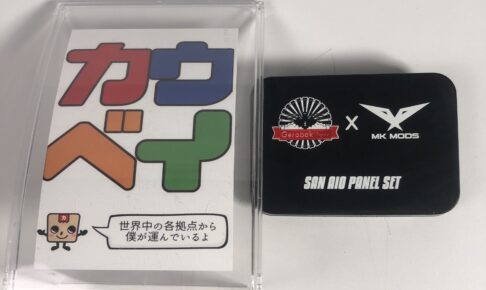 カウ
ベイ
カ
世界中の各拠点から
僕が運んでいるよ
Gerobak
X
MK MODS
SAN AIO PANEL SET